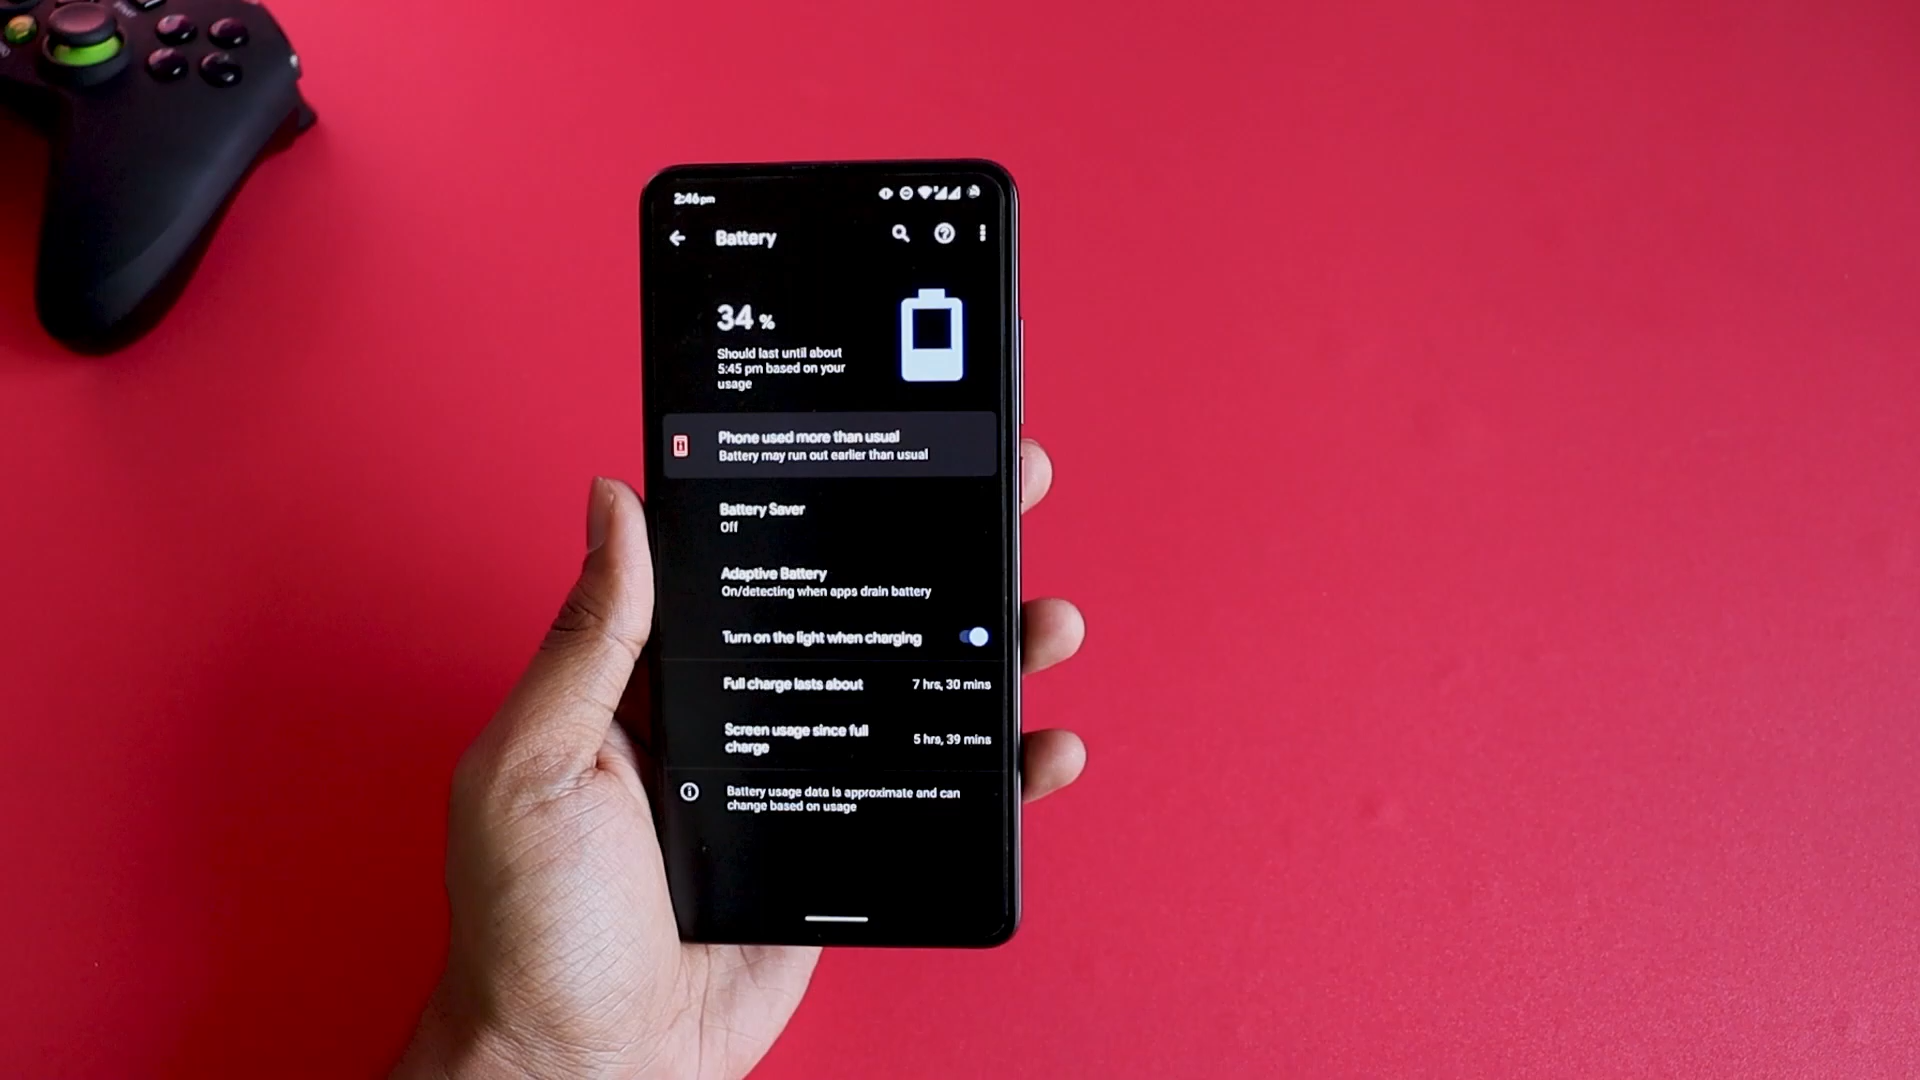 START
2:46pm
Battery
34 %
Should last until about
5:45 pm based on your
usage
Phone used more than usual
Battery may run out earlier than usual
Battery Saver
Off
Adaptive Battery
On/detecting when apps drain battery
Turn on the light when charging
Full charge lasts about
7 hrs, 30 mins
Screen usage since full
charge
5 hrs, 39 mins
Battery usage data is approximate and can
change based on usage